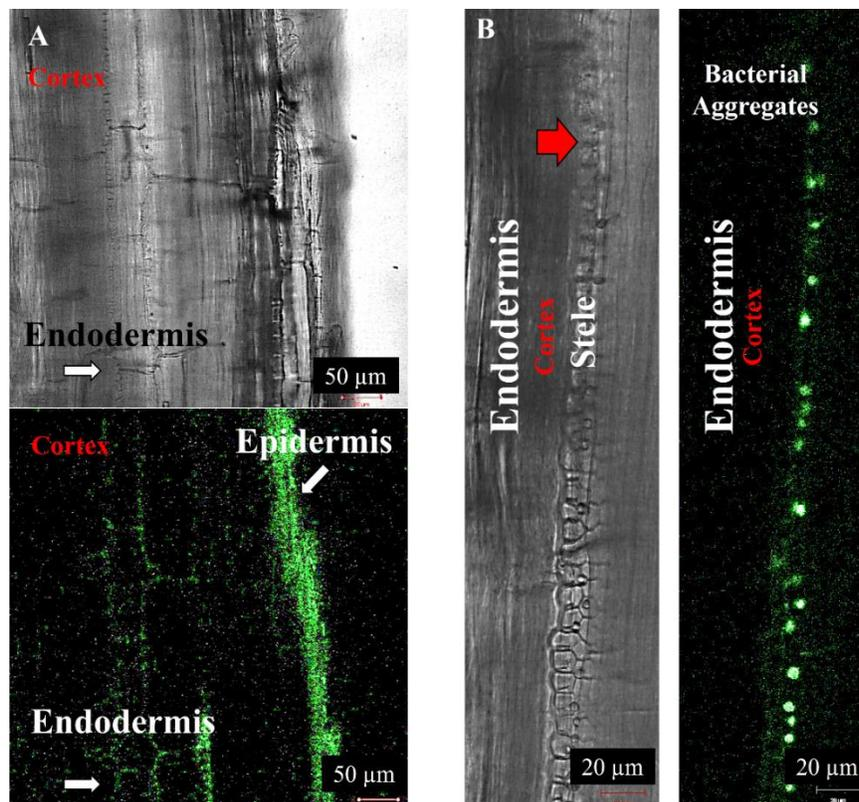 A
Cortex
Endodermis
50 µm
Cortex
Epidermis
Endodermis
50 µm
B
Endodermis
Cortex
Stele
20 µm
Bacterial
Aggregates
Endodermis
Cortex
20 µm